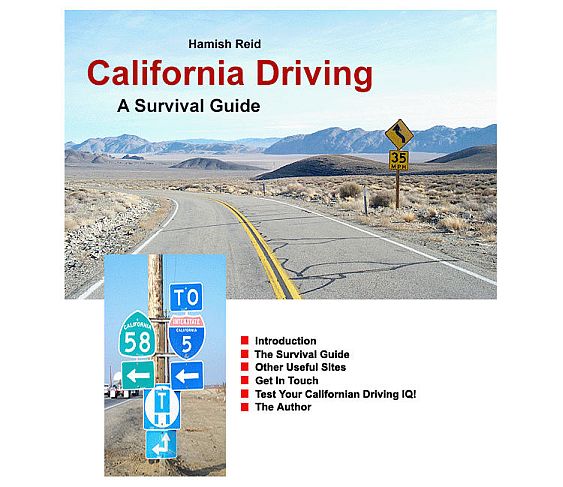 Hamish Reid
California Driving
A Survival Guide
35
MPH
TO
CALIFORNIA
58
INTERSTATE
CALIFORNIA
5
T
Introduction
The Survival Guide
Other Useful Sites
Get In Touch
Test Your Californian Driving IQ!
The Author